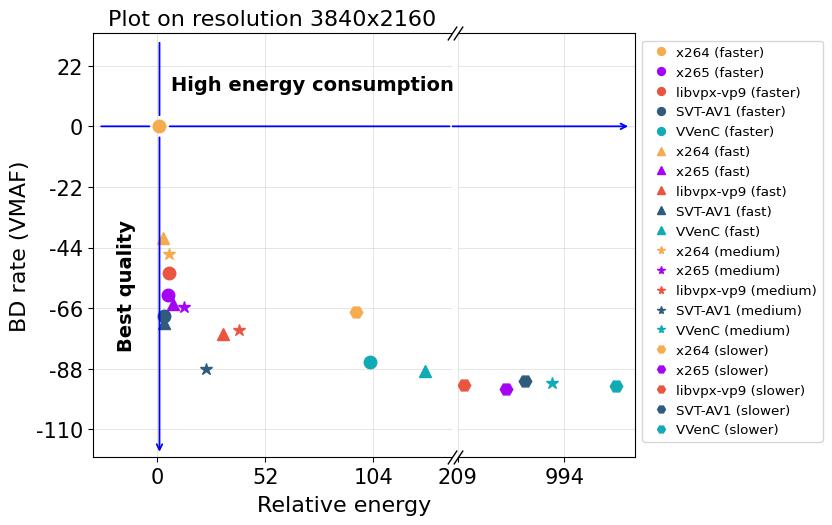 Plot on resolution 3840x2160
BD rate (VMAF)
22
0
-22
-44
-66
-88
-110
High energy consumption
Best quality
0
52
104
209
994
Relative energy
x264 (faster)
x265 (faster)
libvpx-vp9 (faster)
SVT-AV1 (faster)
VVenC (faster)
x264 (fast)
x265 (fast)
libvpx-vp9 (fast)
SVT-AV1 (fast)
VVenC (fast)
x264 (medium)
x265 (medium)
libvpx-vp9 (medium)
SVT-AV1 (medium)
VVenC (medium)
x264 (slower)
x265 (slower)
libvpx-vp9 (slower)
SVT-AV1 (slower)
VVenC (slower)